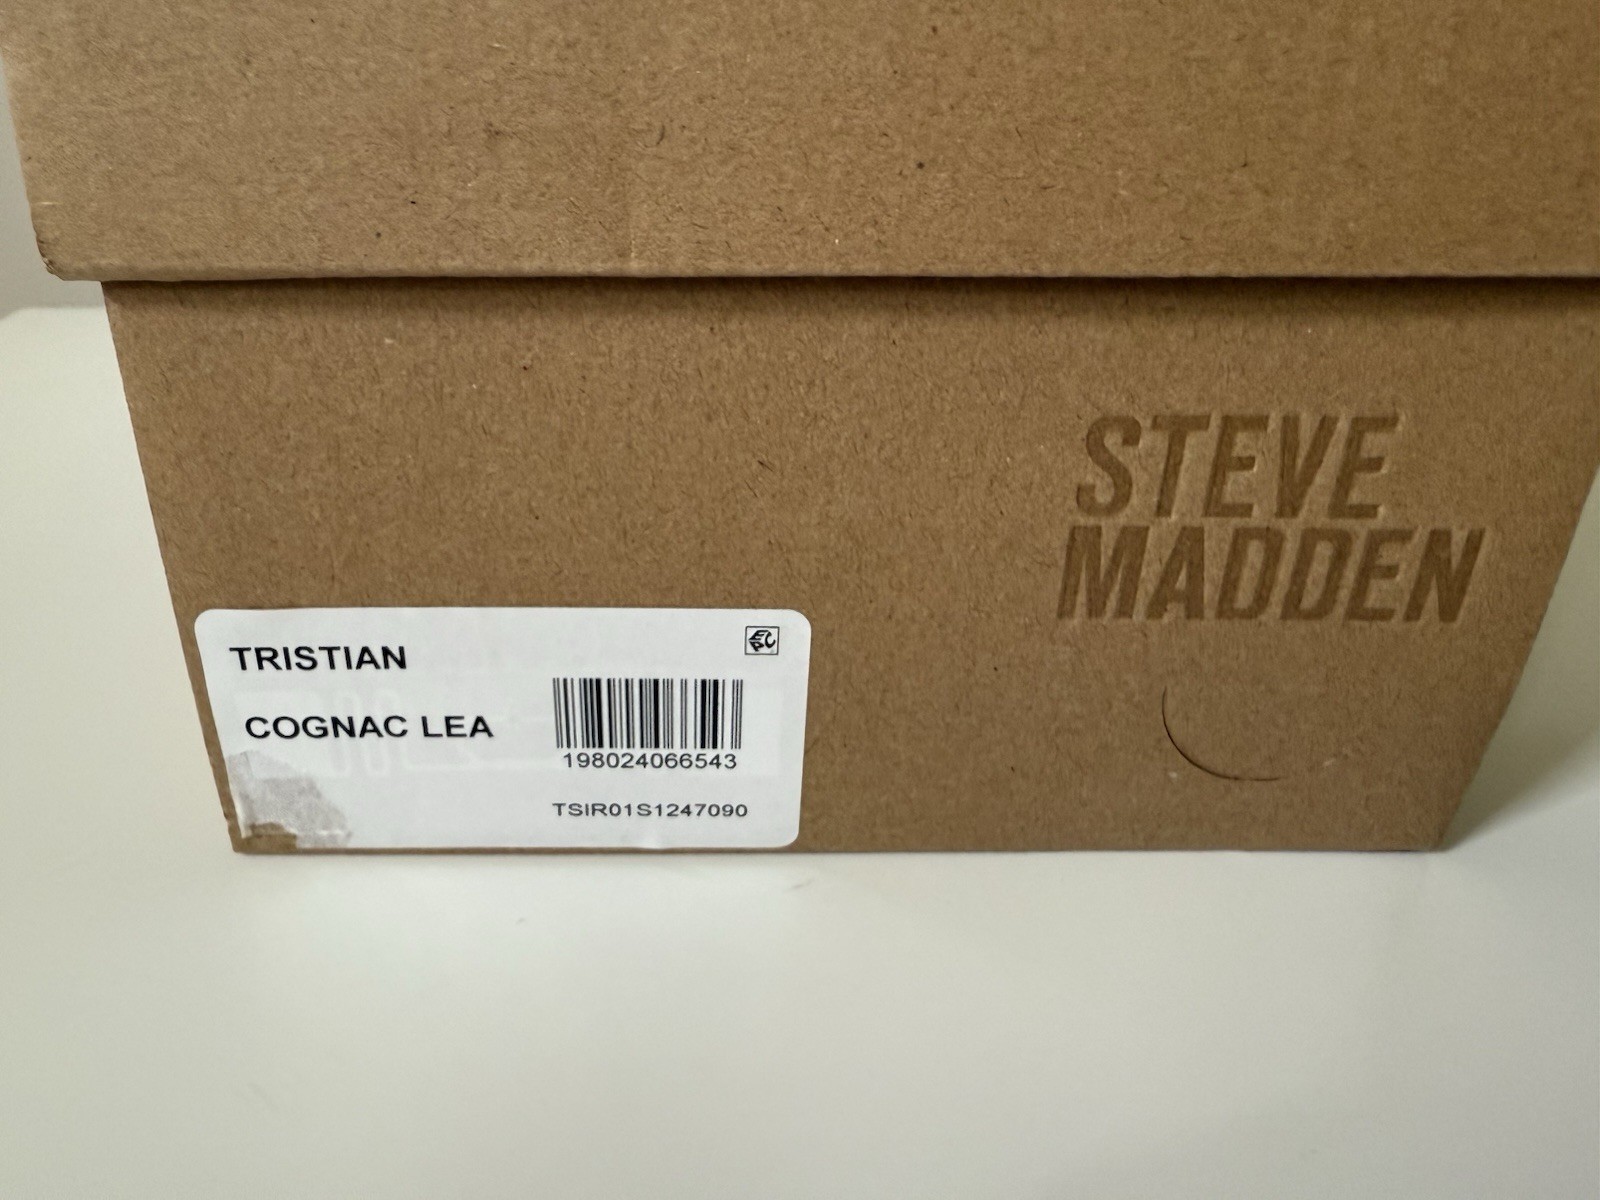 STEVE
MADDEN
TRISTIAN
COGNAC LEA
198024066543
TSIR01S1247090